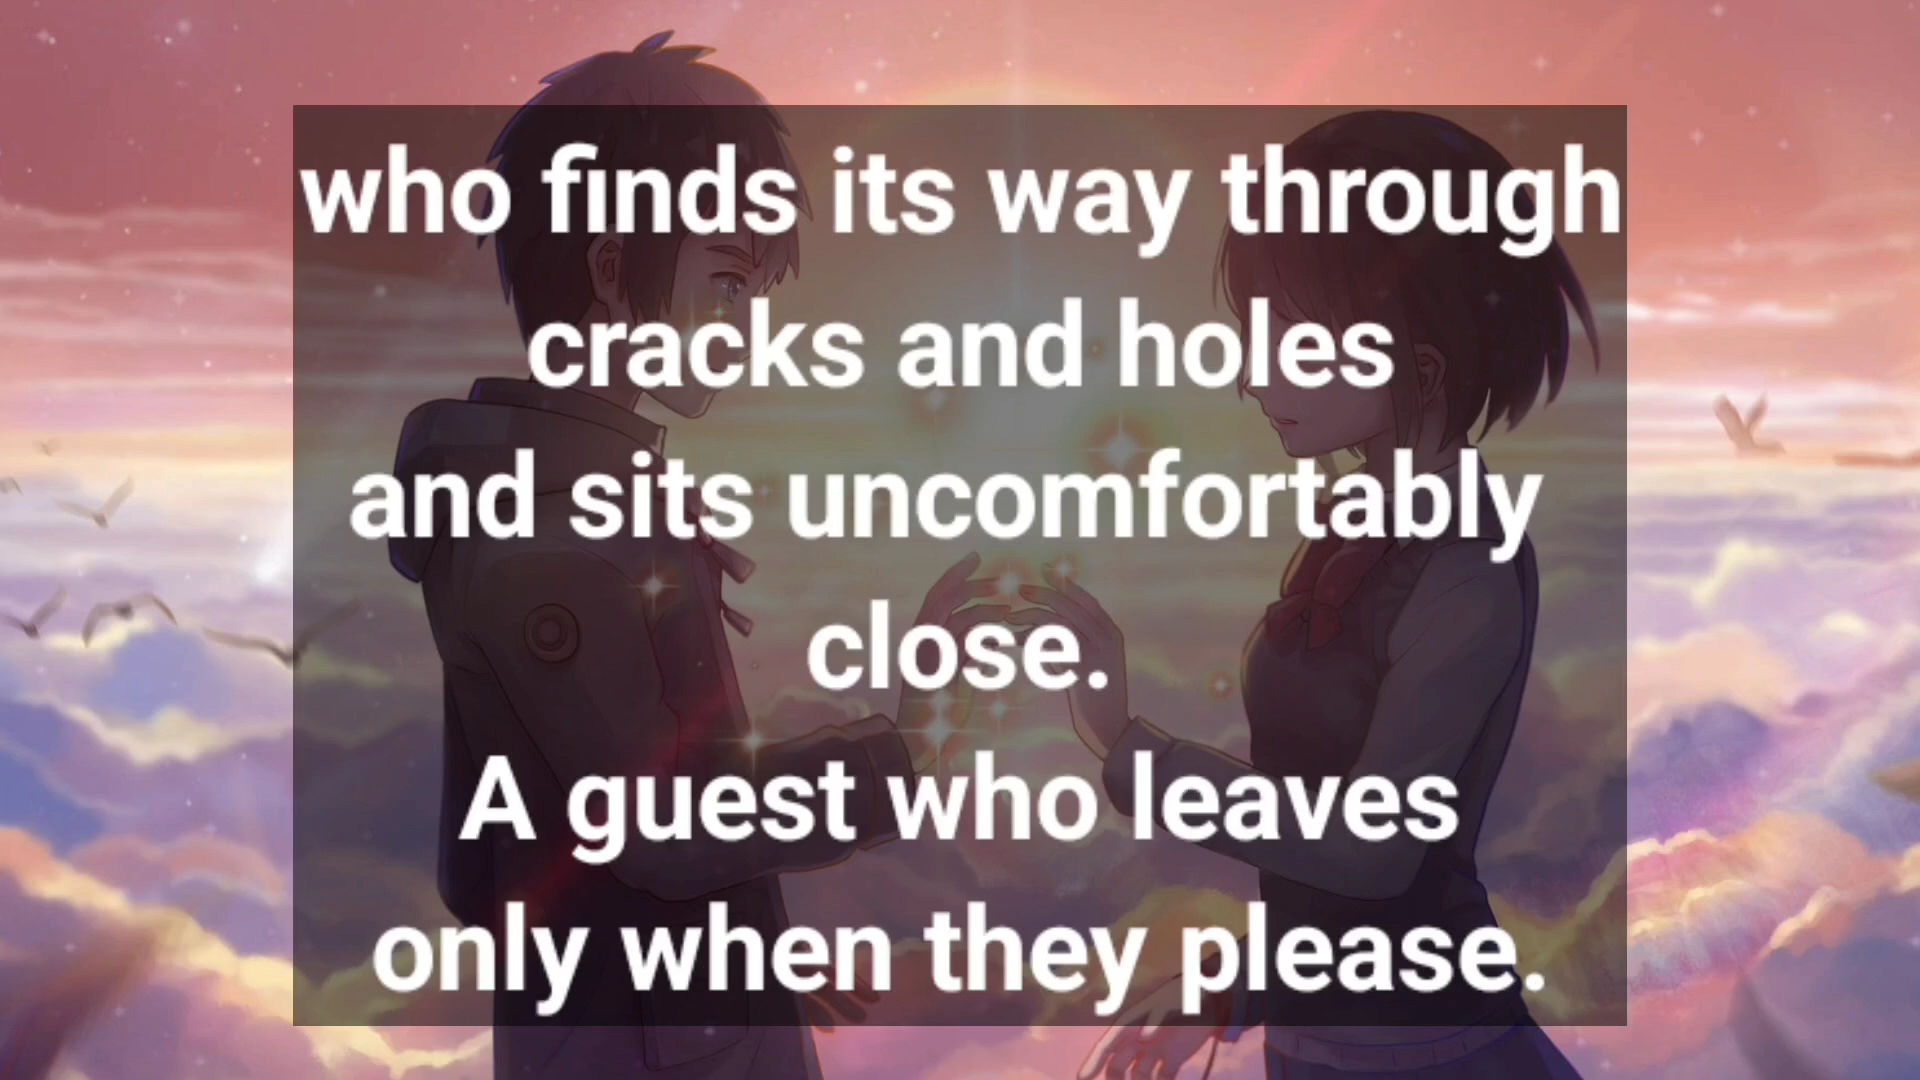 who finds its way through
cracks and holes
and sits uncomfortably
close.
A guest who leaves
only when they please.